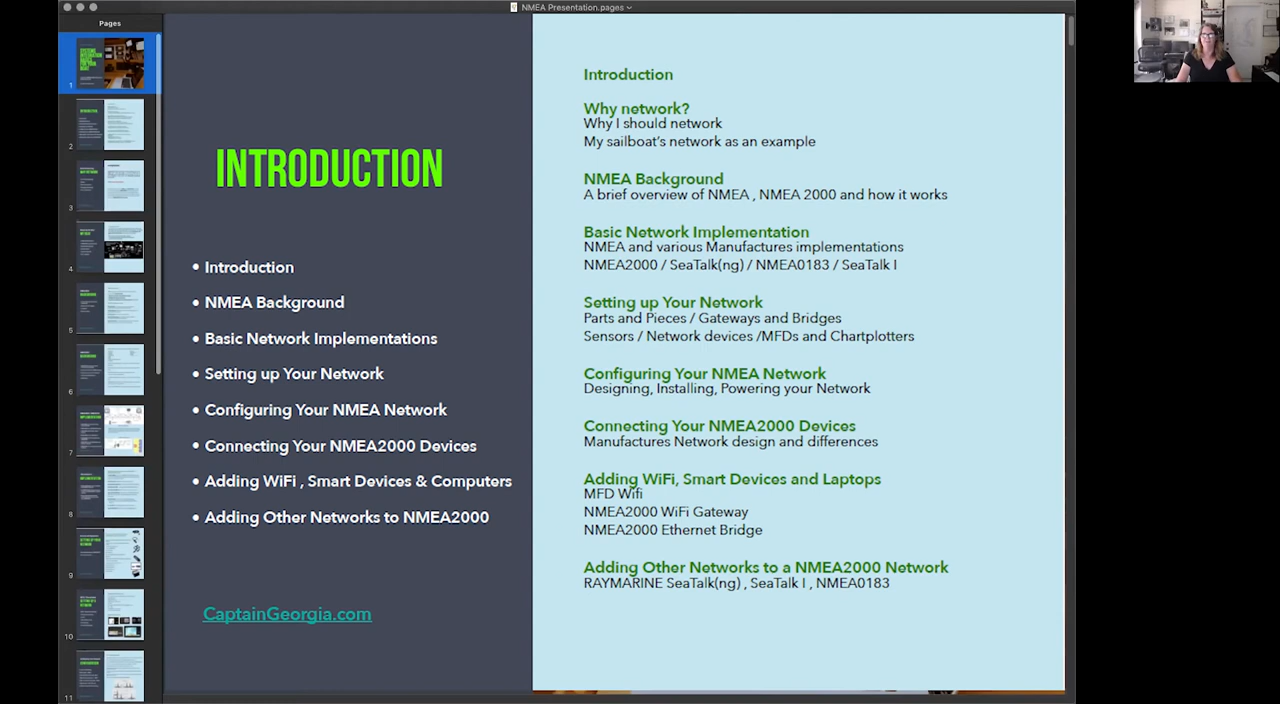 NMEA Presentation.pages
Pages
INTRODUCTION
• Introduction
• NMEA Background
• Basic Network Implementations
• Setting up Your Network
• Configuring Your NMEA Network
• Connecting Your NMEA2000 Devices
• Adding WiFi , Smart Devices & Computers
• Adding Other Networks to NMEA2000
CaptainGeorgia.com
Introduction
Why network?
Why I should network
My sailboat's network as an example
NMEA Background
A brief overview of NMEA , NMEA 2000 and how it works
Basic Network Implementation
NMEA and various Manufactures implementations
NMEA2000 / SeaTalk(ng) / NMEA0183 / SeaTalk I
Setting up Your Network
Parts and Pieces / Gateways and Bridges
Sensors / Network devices /MFDs and Chartplotters
Configuring Your NMEA Network
Designing, Installing, Powering your Network
Connecting Your NMEA2000 Devices
Manufactures Network design and differences
Adding WiFi, Smart Devices and Laptops
MFD Wifi
NMEA2000 WiFi Gateway
NMEA2000 Ethernet Bridge
Adding Other Networks to a NMEA2000 Network
RAYMARINE SeaTalk(ng) , SeaTalk I , NMEA0183
1
2
3
4
5
6
7
8
9
10
11